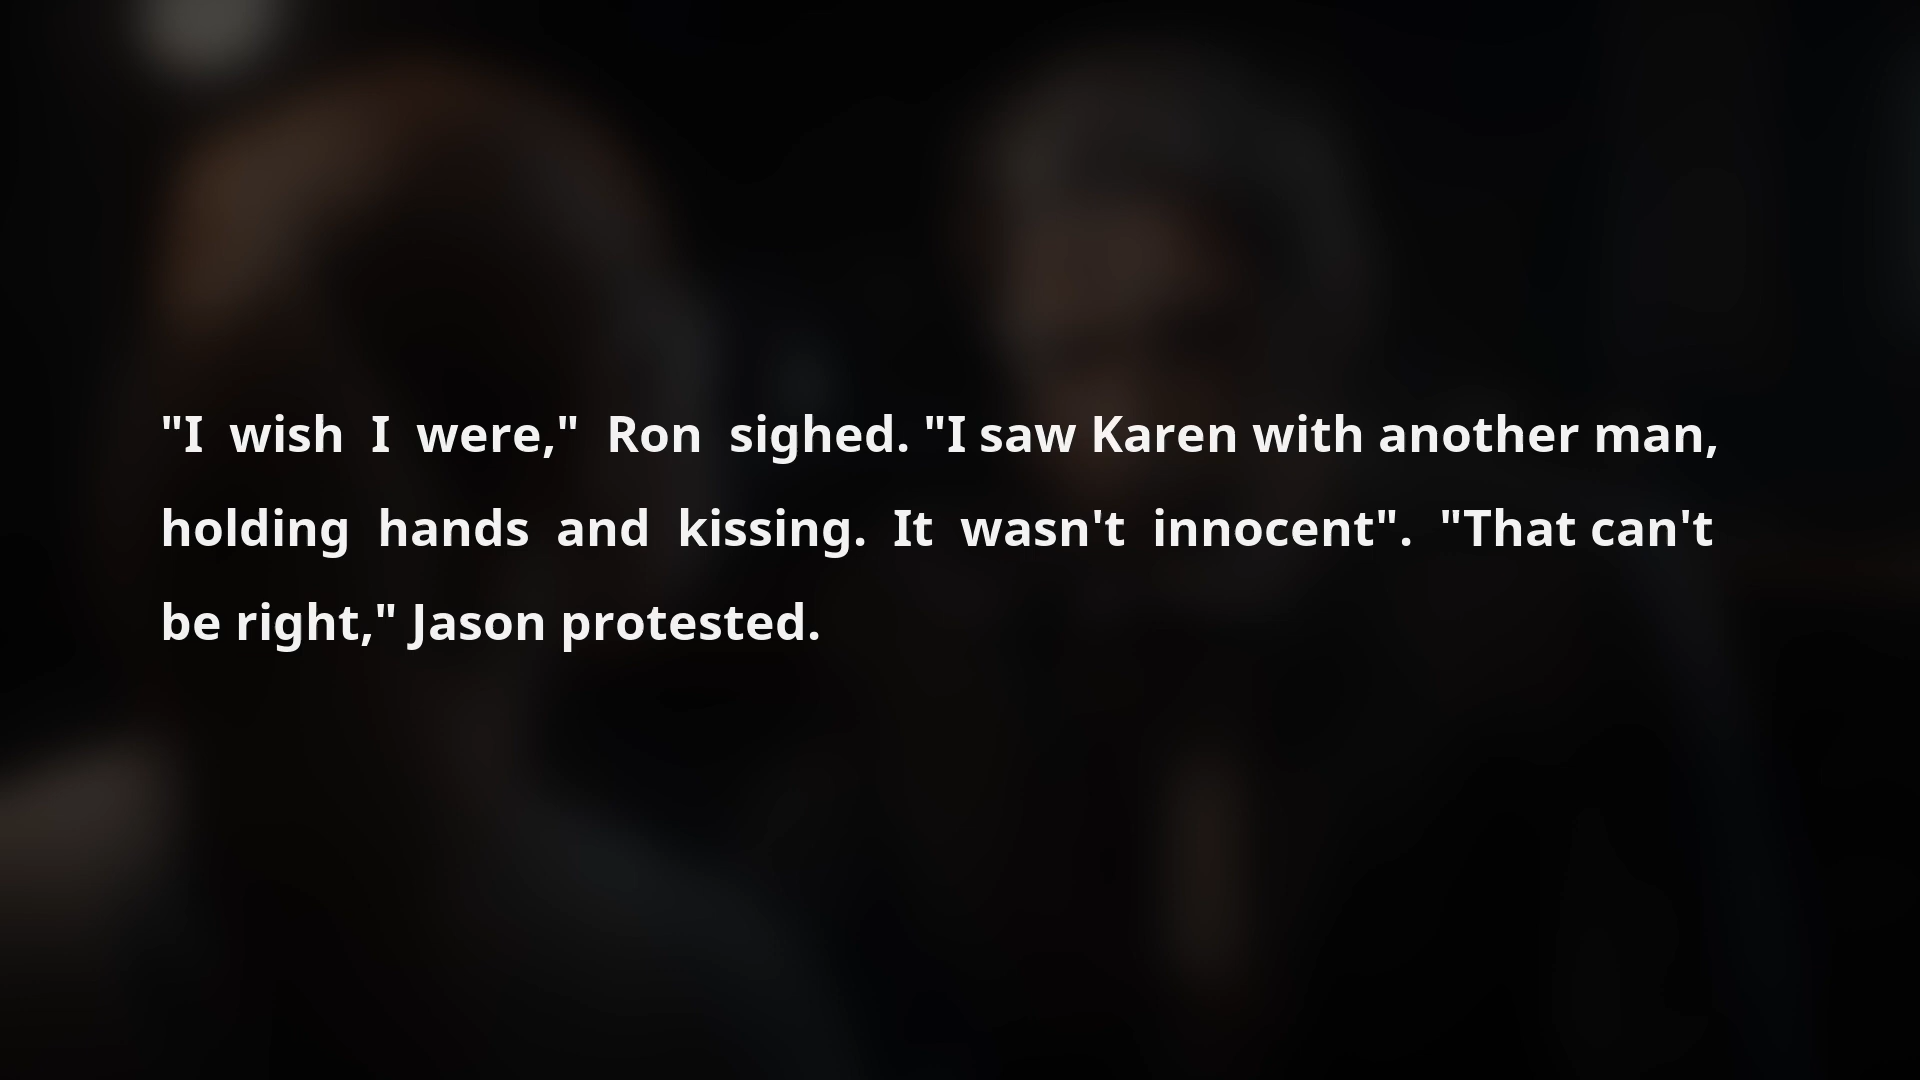 "I wish I were," Ron sighed. "I saw Karen with another man,
holding hands and kissing. It wasn't innocent". "That can't
be right," Jason protested.